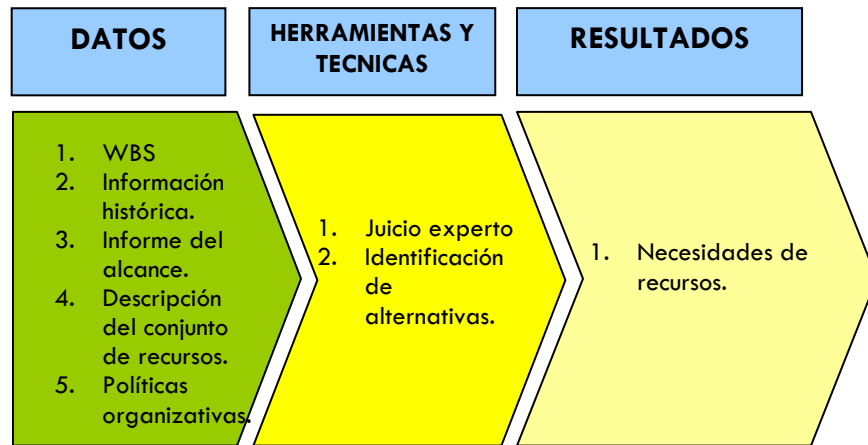 DATOS
HERRAMIENTAS Y
TECNICAS
RESULTADOS
1. WBS
2. Información
histórica.
3. Informe del
alcance.
4. Descripción
del conjunto
de recursos.
5. Políticas
organizativas.
1. Juicio experto
2. Identificación
de
alternativas.
1. Necesidades de
recursos.